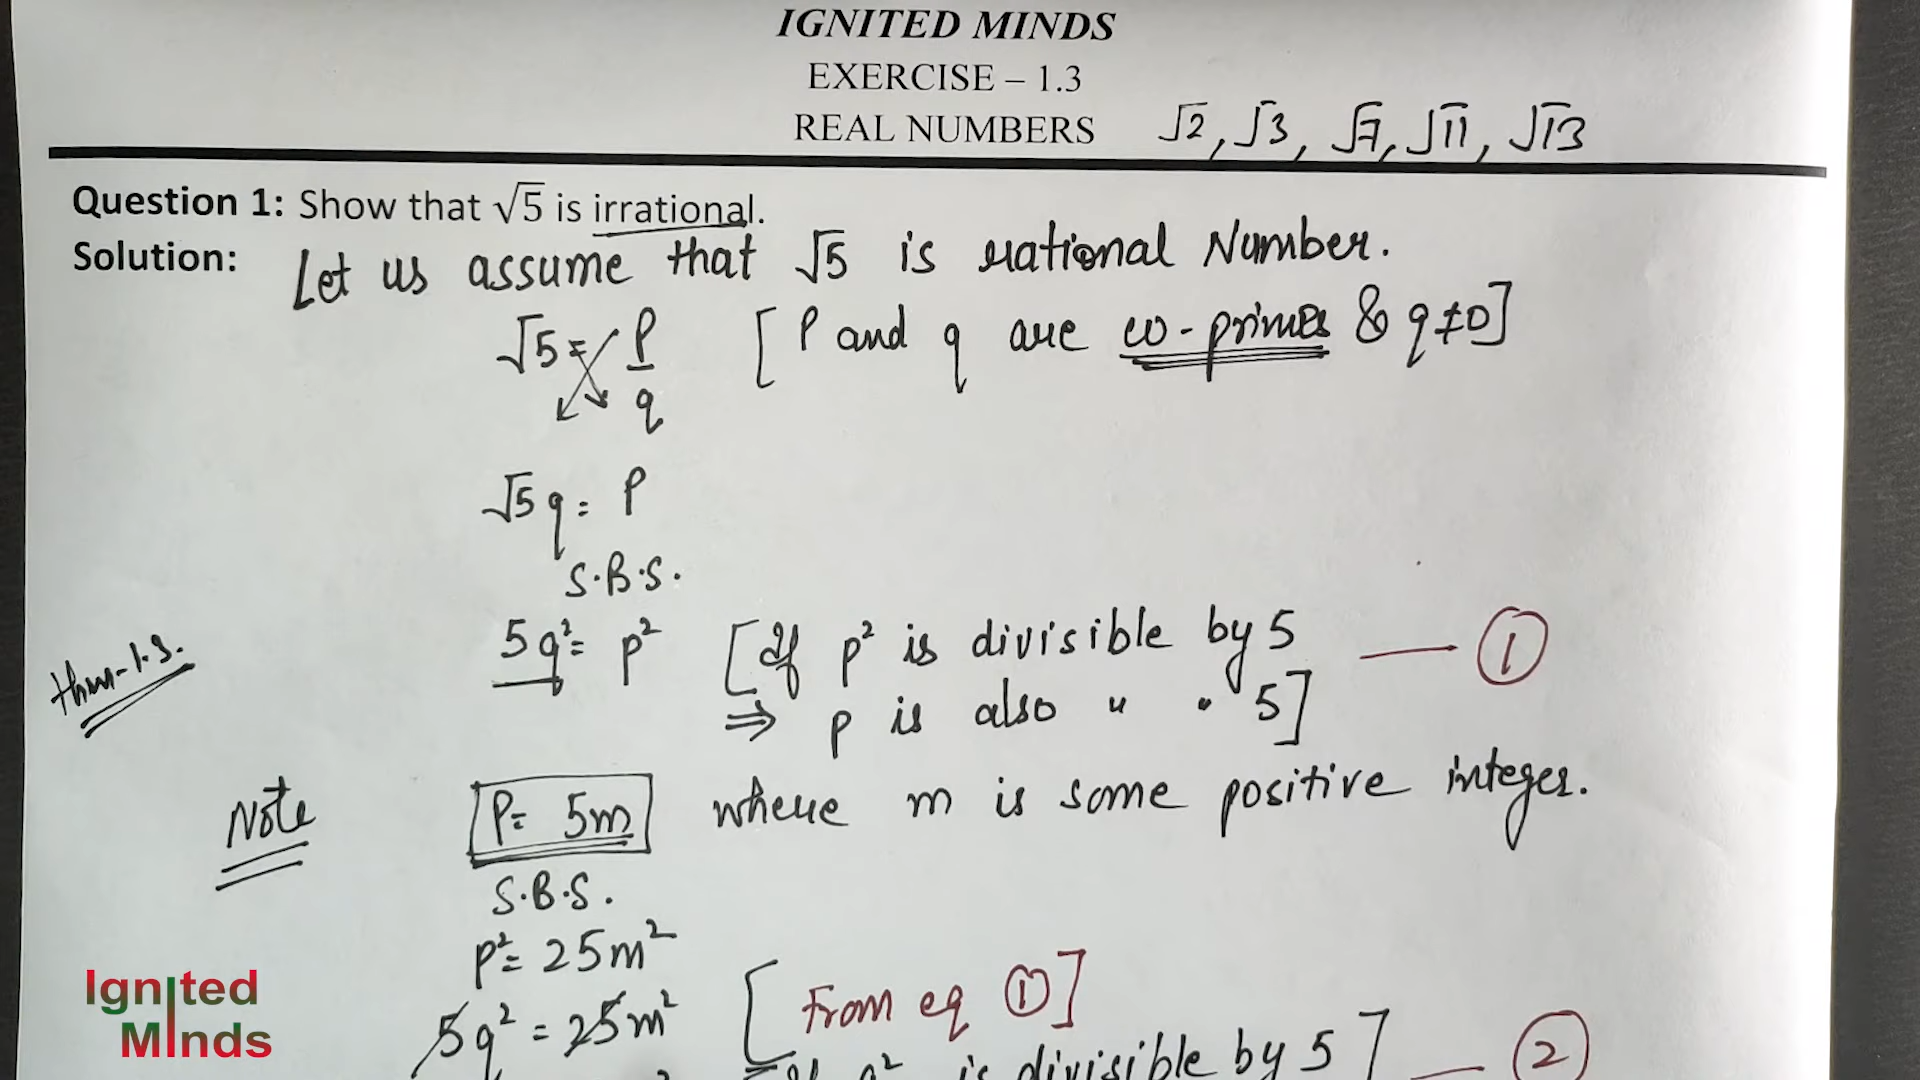 IGNITED MINDS
EXERCISE – 1.3
REAL NUMBERS √2, √3, √7, √11, √13
Question 1: Show that √5 is irrational.
Solution: Let us assume that √5 is rational Number.
√5 = P/q [P and q are co-primes & q≠0]
√5q = P
S.B.S.
5q² = p² [If p² is divisible by 5 — ①
⇒ p is also " " 5]
Thm-1.3.
Note P = 5m where m is some positive integer.
S.B.S.
p² = 25m²
5q² = 25m² [From eq ①]
is divisible by 5] — ②
Ignited
Minds